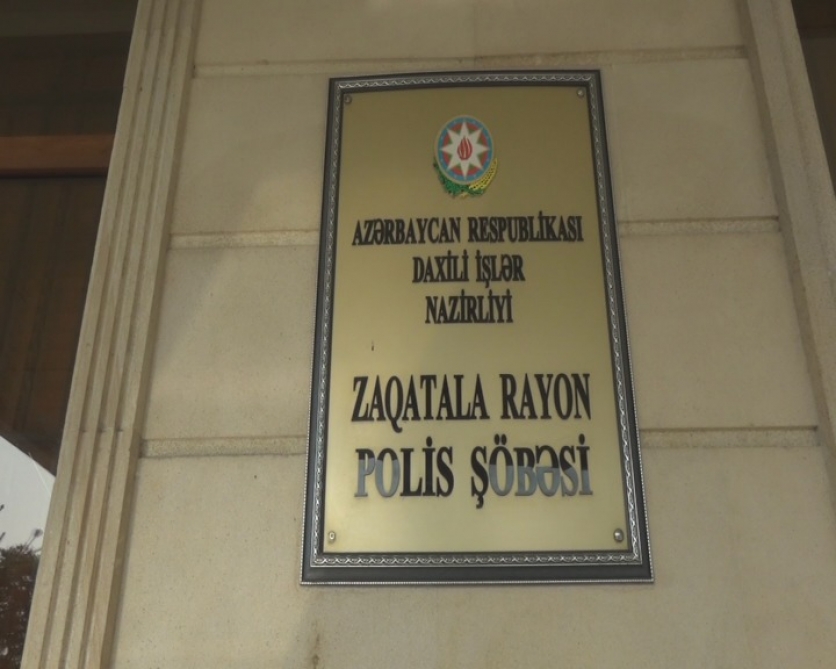 AZƏRBAYCAN RESPUBLİKASI
DAXİLİ İŞLƏR
NAZİRLİYİ
ZAQATALA RAYON
POLİS ŞÖBƏSİ